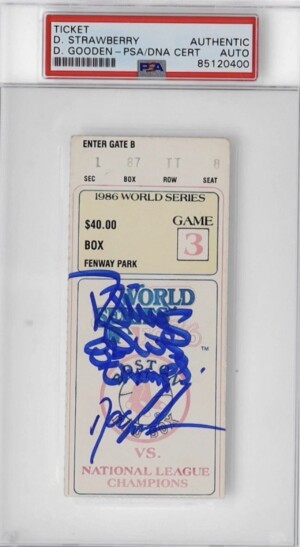 TICKET
D. STRAWBERRY AUTHENTIC
D. GOODEN - PSA/DNA CERT AUTO
PSA 85120400
ENTER GATE B
1 87 TT 8
SEC BOX ROW SEAT
1986 WORLD SERIES
$40.00 GAME
BOX 3
FENWAY PARK
WORLD
TM
VS.
NATIONAL LEAGUE
CHAMPIONS